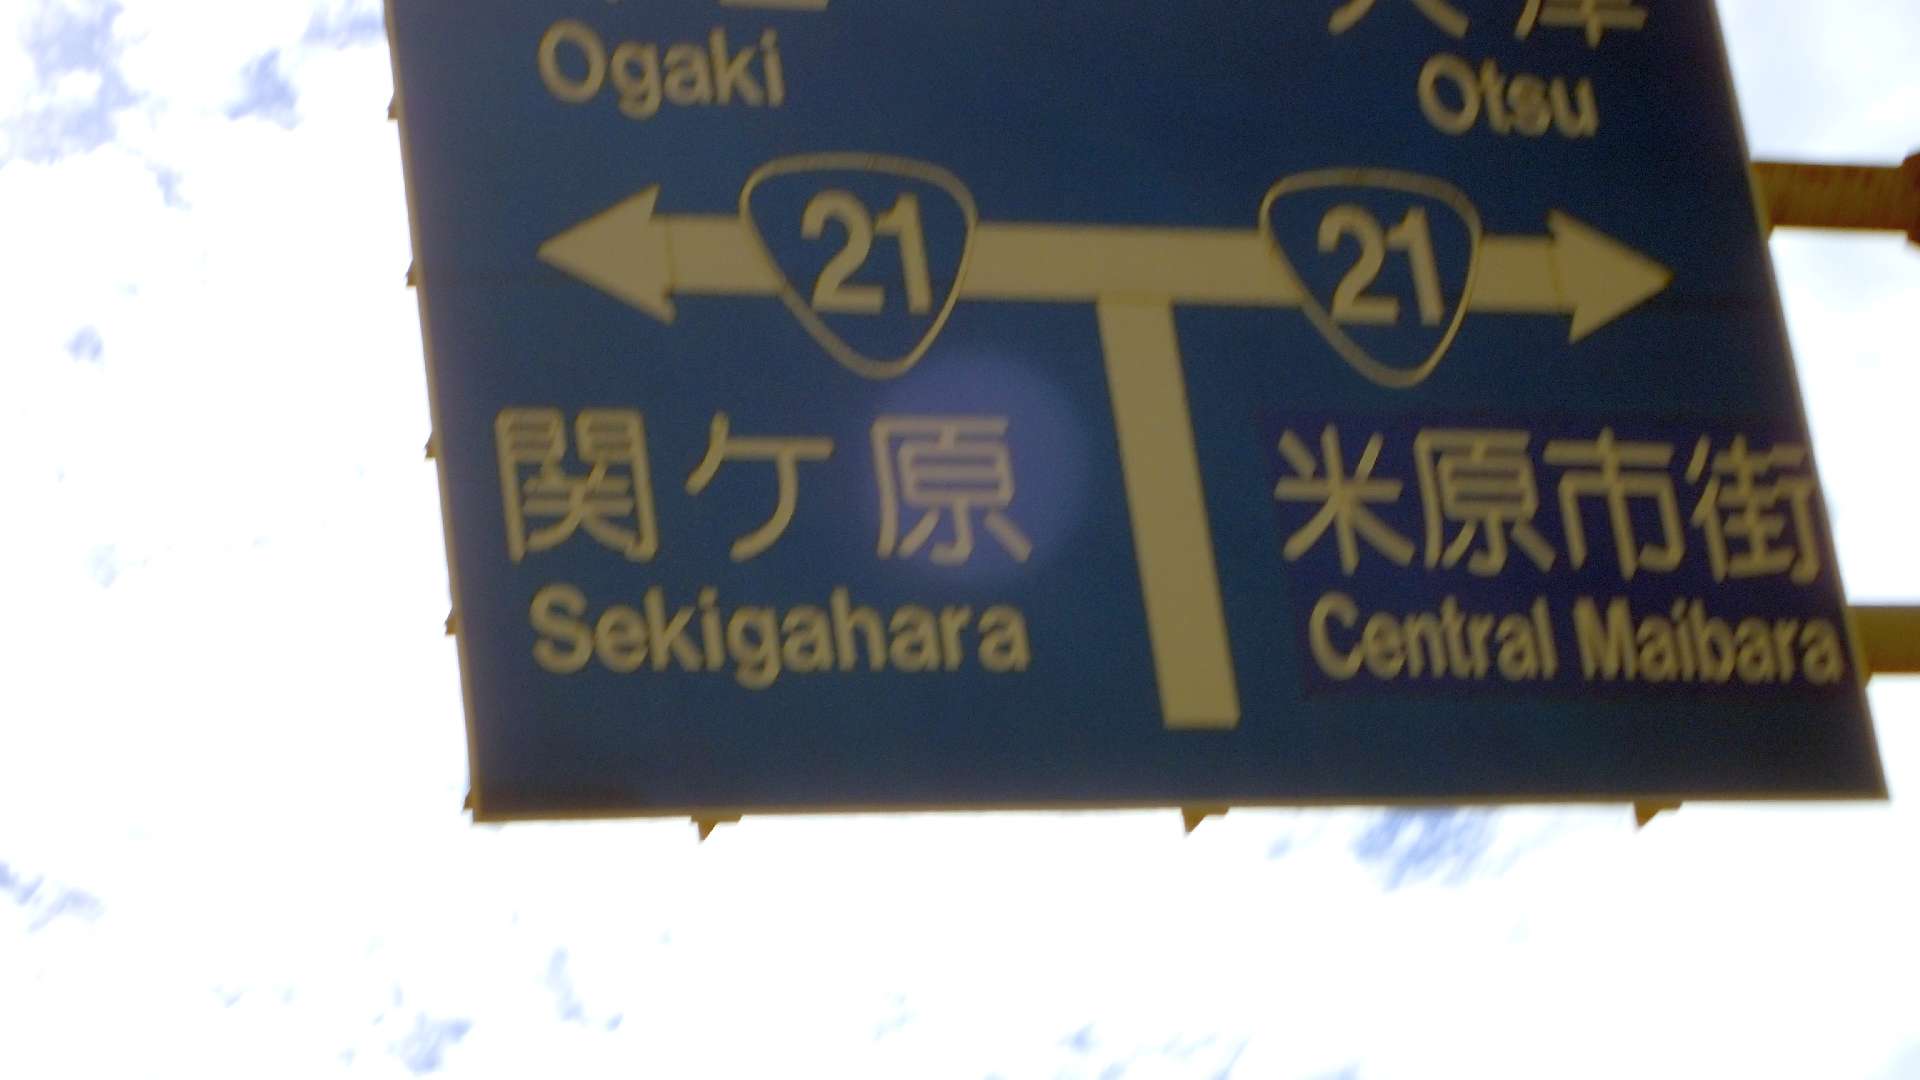 Ogaki
Otsu
21
21
関ケ原
米原市街
Sekigahara
Central Maibara